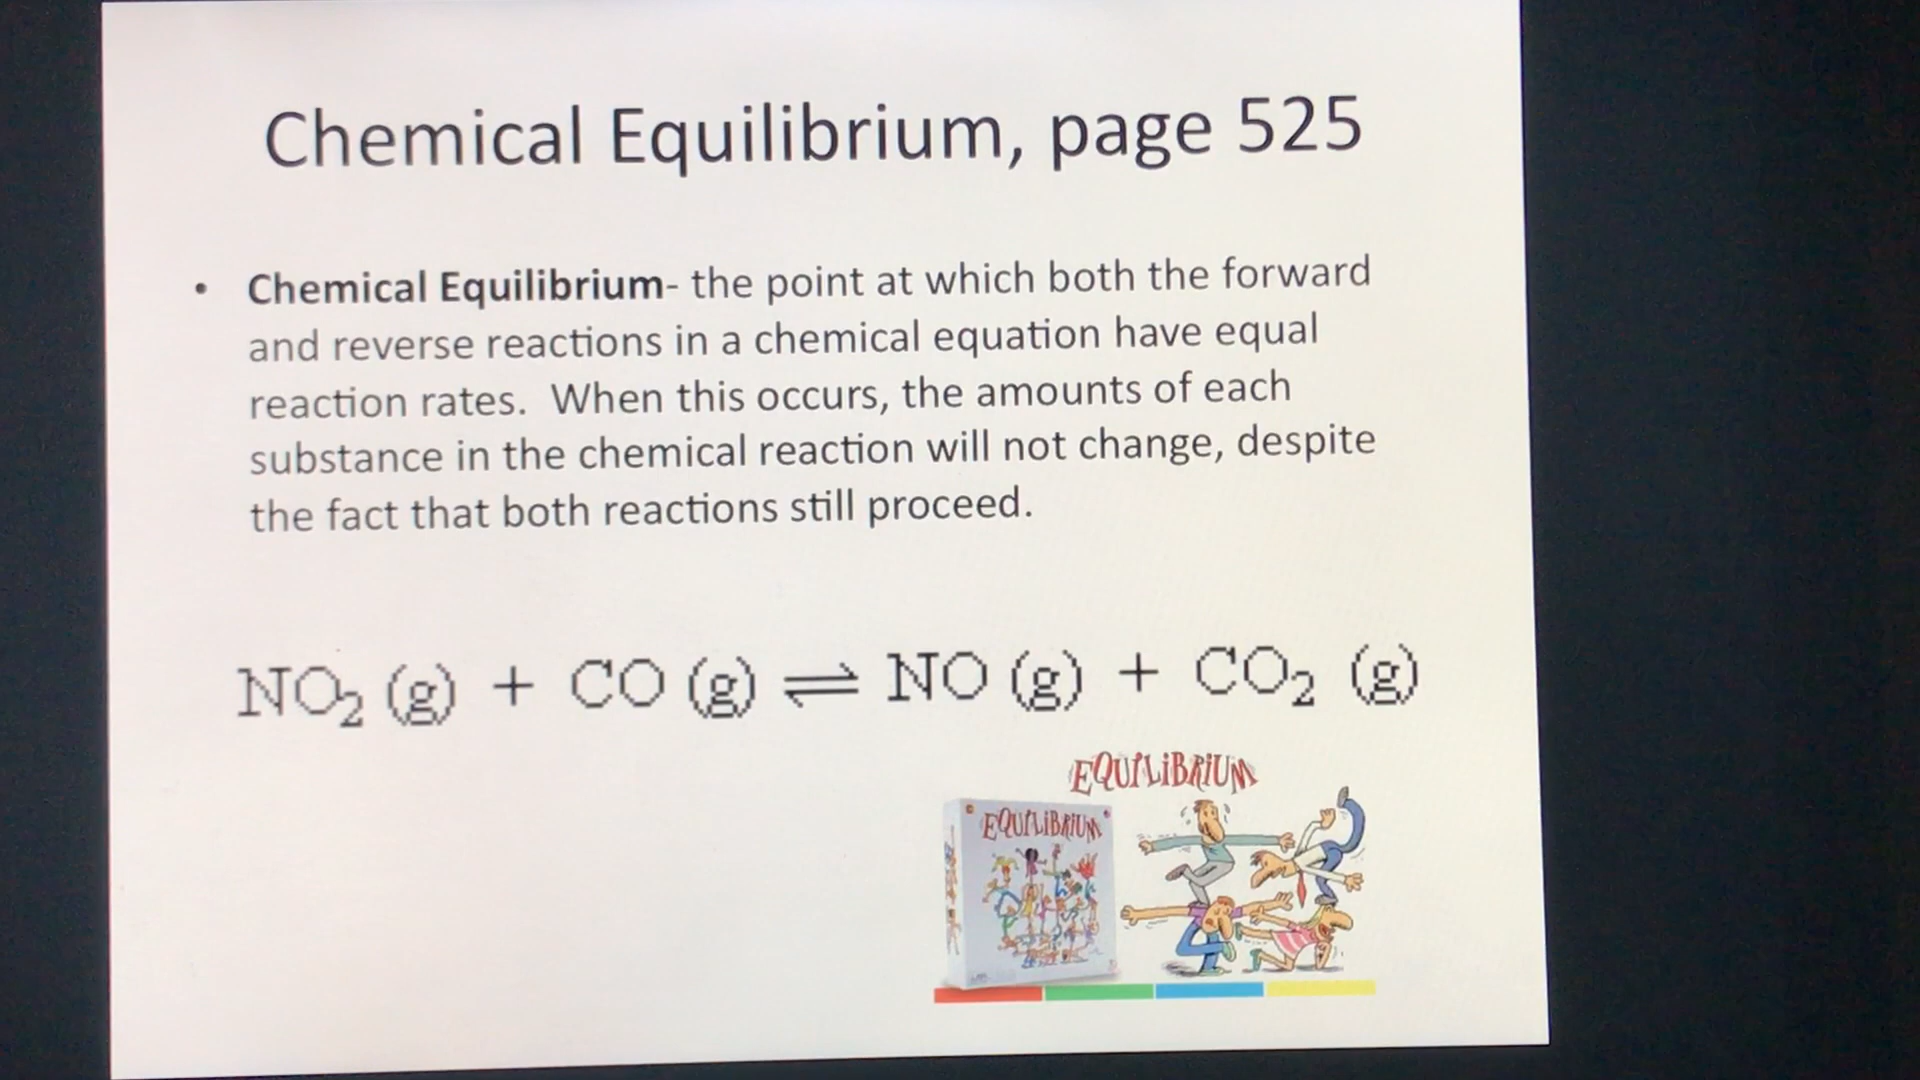 Chemical Equilibrium, page 525
• Chemical Equilibrium- the point at which both the forward
and reverse reactions in a chemical equation have equal
reaction rates.  When this occurs, the amounts of each
substance in the chemical reaction will not change, despite
the fact that both reactions still proceed.
NO₂ (g) + CO (g) ⇌ NO (g) + CO₂ (g)
EQUiLiBRiUM
EQUiLiBRiUM